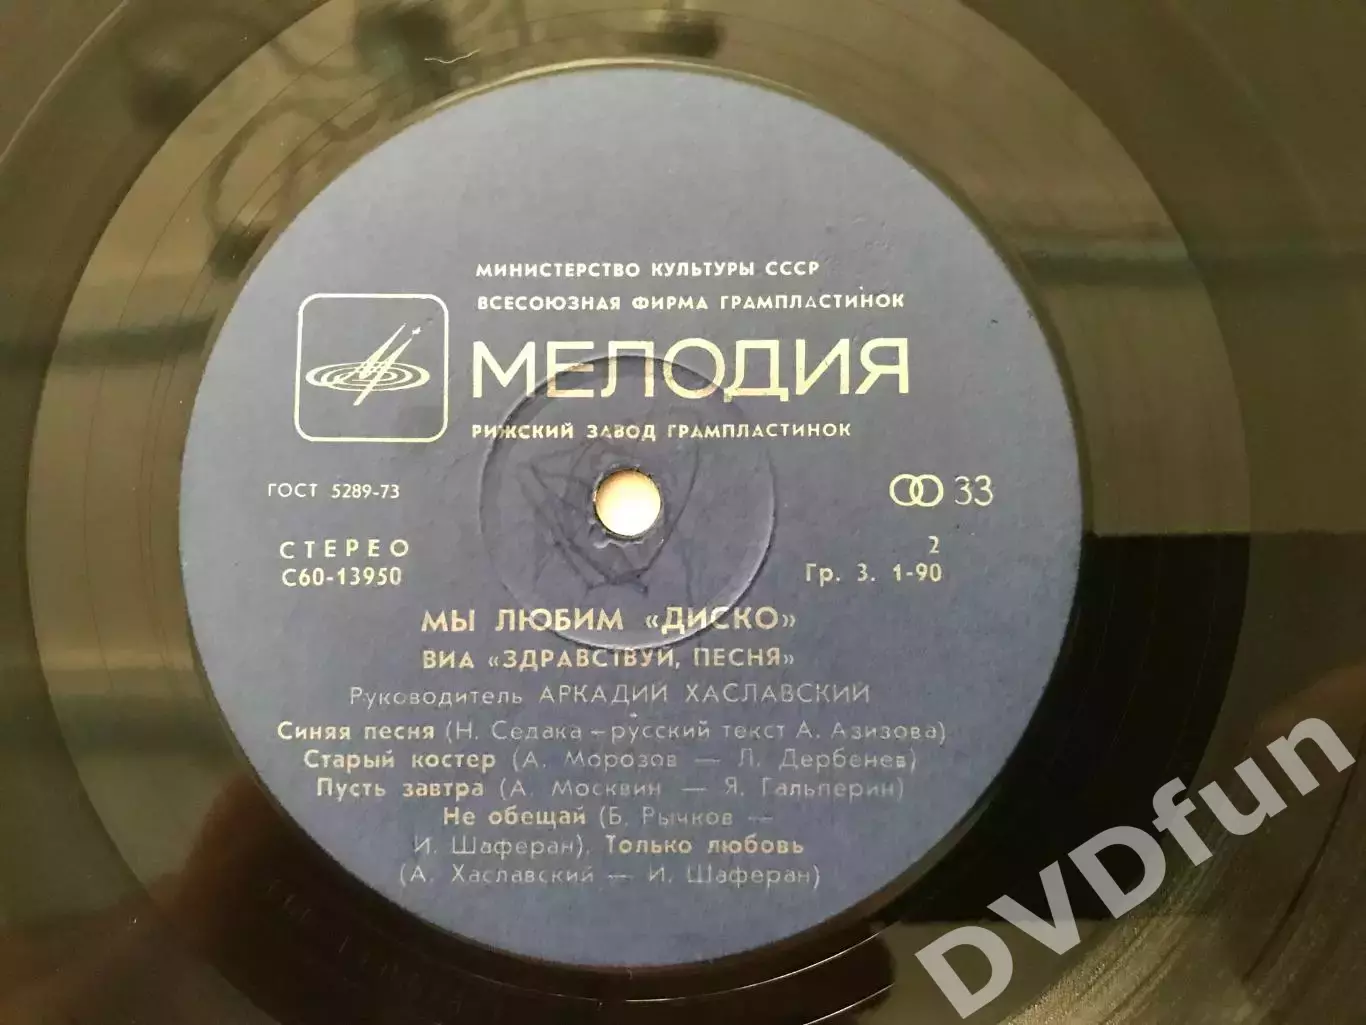 МИНИСТЕРСТВО КУЛЬТУРЫ СССР
ВСЕСОЮЗНАЯ ФИРМА ГРАМПЛАСТИНОК
МЕЛОДИЯ
РИЖСКИЙ ЗАВОД ГРАМПЛАСТИНОК
ГОСТ 5289-73
33
СТЕРЕО
2
С60-13950
Гр. 3. 1-90
МЫ ЛЮБИМ «ДИСКО»
ВИА «ЗДРАВСТВУЙ, ПЕСНЯ»
Руководитель АРКАДИЙ ХАСЛАВСКИЙ
Синяя песня (Н. Седака – русский текст А. Азизова)
Старый костер (А. Морозов — Л. Дербенев)
Пусть завтра (А. Москвин — Я. Гальперин)
Не обещай (Б. Рычков —
И. Шаферан), Только любовь
(А. Хаславский — И. Шаферан)
DVDfun